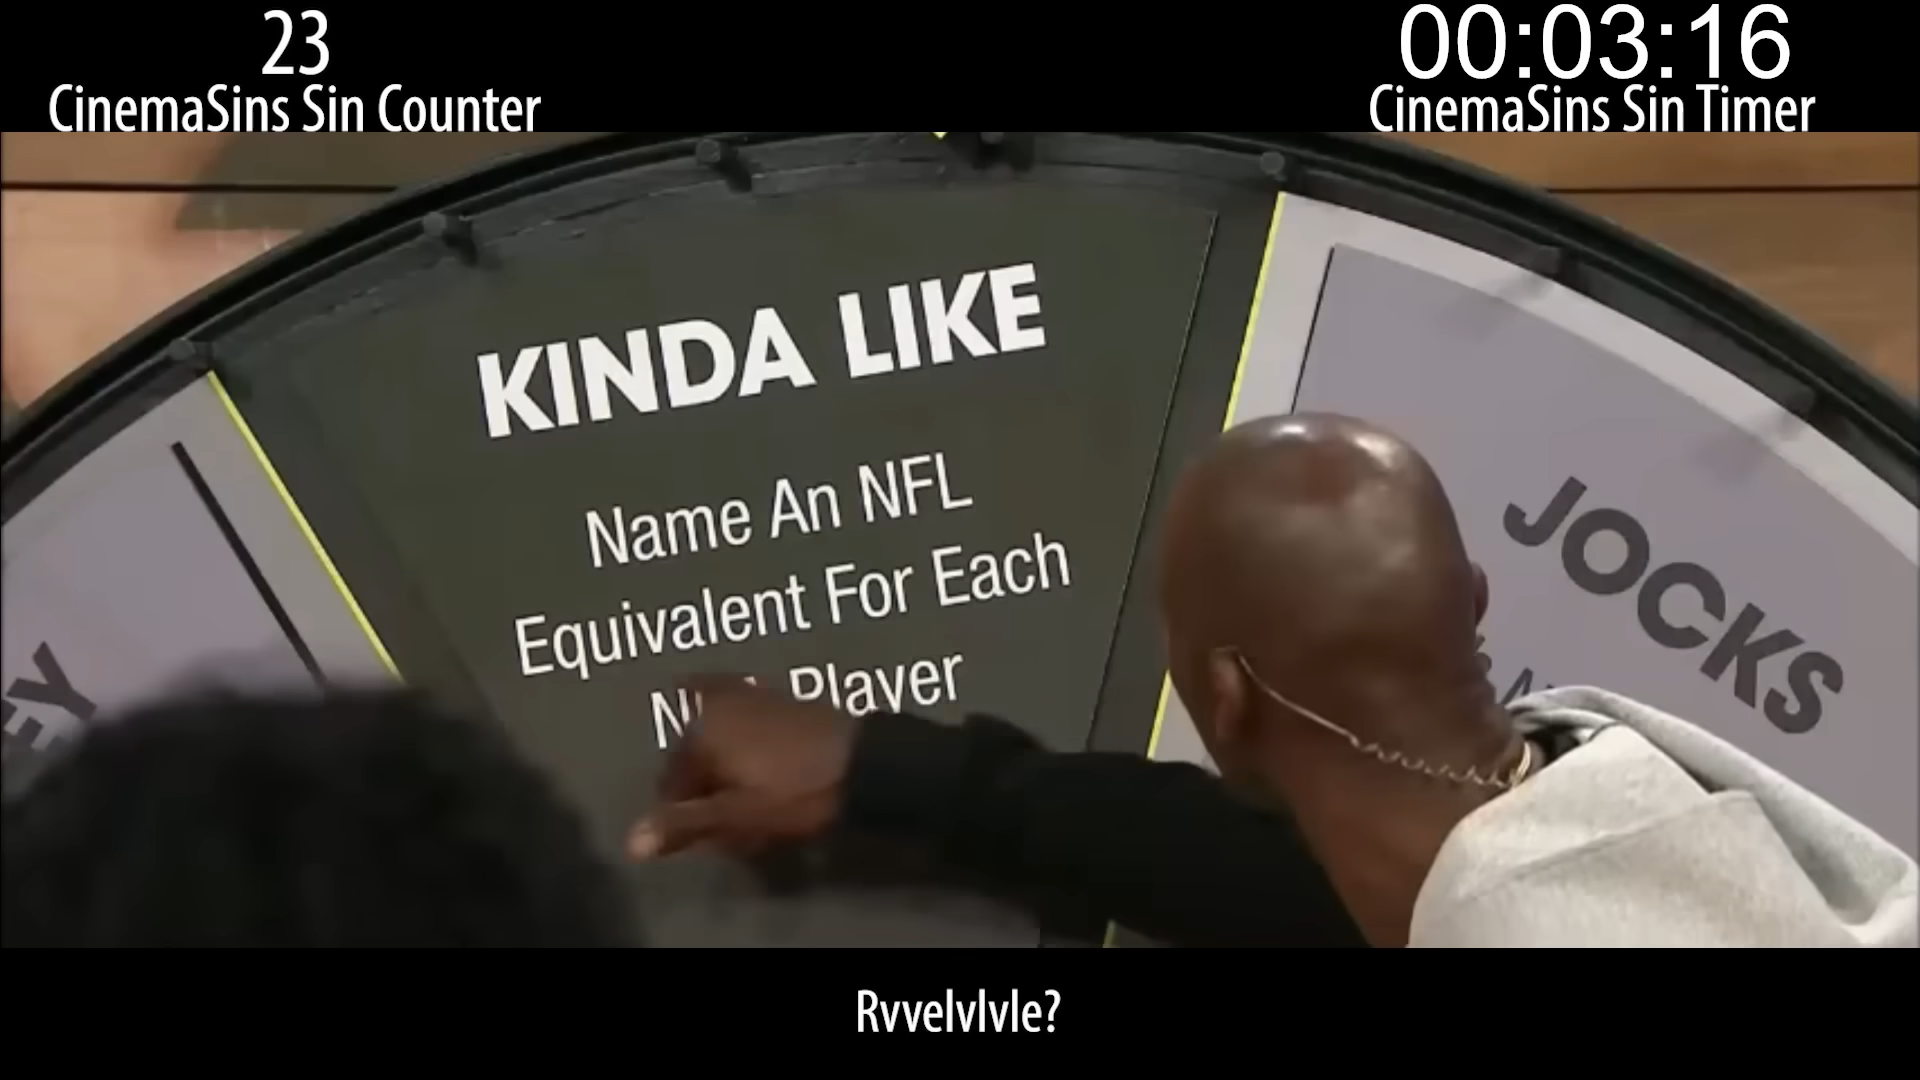 23
CinemaSins Sin Counter
00:03:16
CinemaSins Sin Timer
KINDA LIKE
Name An NFL
Equivalent For Each
Player
JOCKS
EY
Rvvelvlvle?